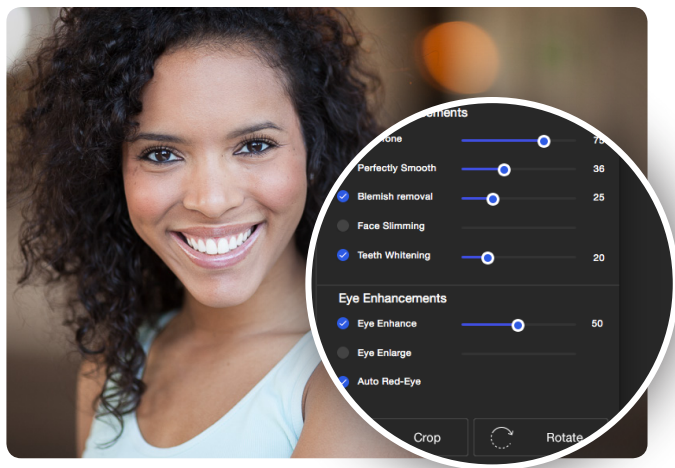 Perfectly Smooth 36
Blemish removal 25
Face Slimming
Teeth Whitening 20
Eye Enhancements
Eye Enhance 50
Eye Enlarge
Auto Red-Eye
Crop Rotate